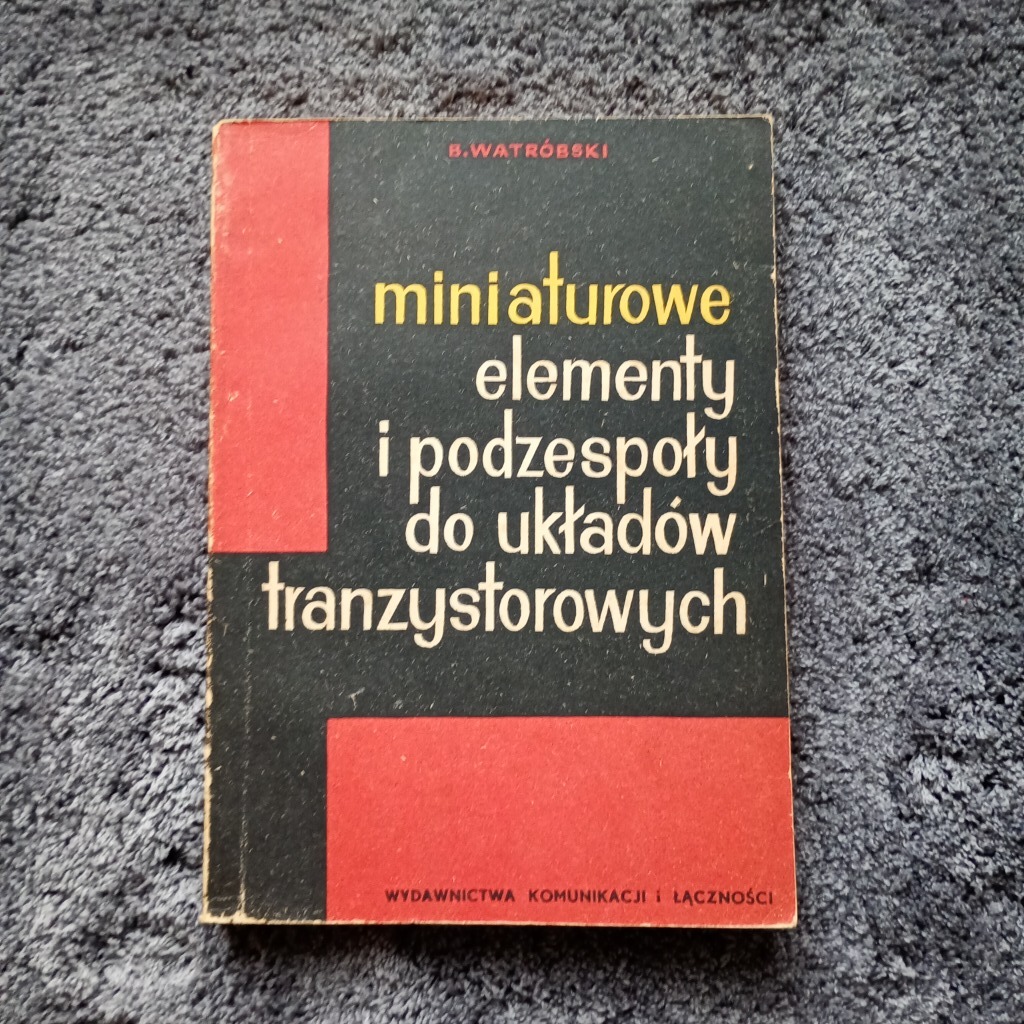 B. WATRÓBSKI
miniaturowe
elementy
i podzespoły
do układów
tranzystorowych
WYDAWNICTWA KOMUNIKACJI i ŁĄCZNOŚCI